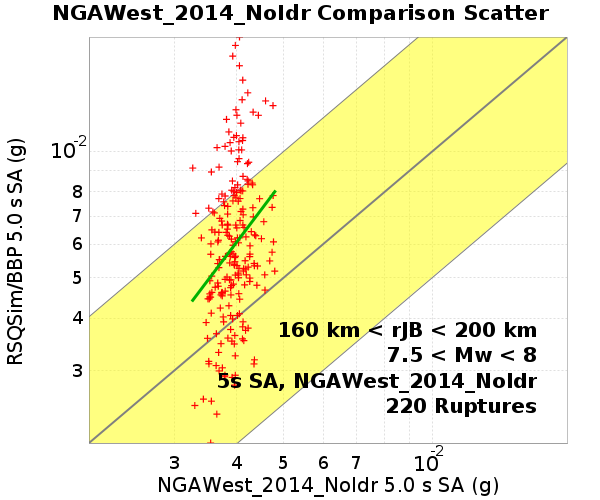 NGAWest_2014_NoIdr Comparison Scatter
RSQSim/BBP 5.0 s SA (g)
10-2
8
7
6
5
4
3
160 km < rJB < 200 km
7.5 < Mw < 8
5s SA, NGAWest_2014_NoIdr
220 Ruptures
3 4 5 6 7 10-2
NGAWest_2014_NoIdr 5.0 s SA (g)